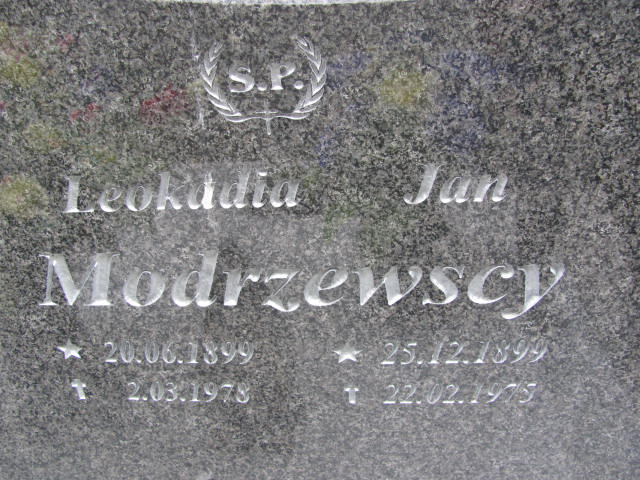 S.P.
Leokadia Jan
Modrzewscy
★ 20.06.1899 ★ 25.12.1899
✝ 2.03.1978 ✝ 22.02.1975